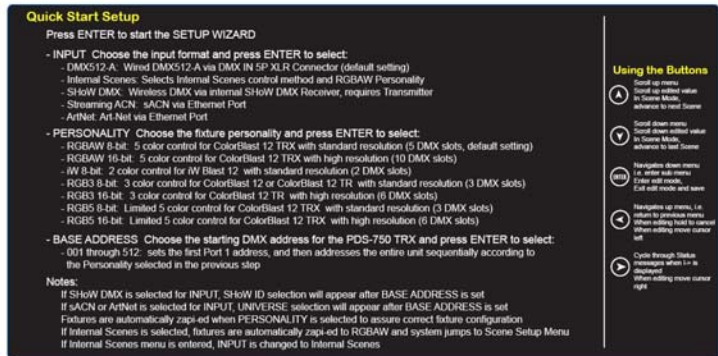 Quick Start Setup
Press ENTER to start the SETUP WIZARD
- INPUT Choose the input format and press ENTER to select:
- DMX512-A: Wired DMX512-A via DMX IN 5P XLR Connector (default setting)
- Internal Scenes: Selects Internal Scenes control method and RGBAW Personality
- SHoW DMX: Wireless DMX via internal SHoW DMX Receiver, requires Transmitter
- Streaming ACN: sACN via Ethernet Port
- ArtNet: Art-Net via Ethernet Port
- PERSONALITY Choose the fixture personality and press ENTER to select:
- RGBAW 8-bit: 5 color control for ColorBlast 12 TRX with standard resolution (5 DMX slots, default setting)
- RGBAW 16-bit: 5 color control for ColorBlast 12 TRX with high resolution (10 DMX slots)
- iW 8-bit: 2 color control for iW Blast 12 with standard resolution (2 DMX slots)
- RGB3 8-bit: 3 color control for ColorBlast 12 or ColorBlast 12 TR with standard resolution (3 DMX slots)
- RGB3 16-bit: 3 color control for ColorBlast 12 TR with high resolution (6 DMX slots)
- RGB5 8-bit: Limited 5 color control for ColorBlast 12 TRX with standard resolution (3 DMX slots)
- RGB5 16-bit: Limited 5 color control for ColorBlast 12 TRX with high resolution (6 DMX slots)
- BASE ADDRESS Choose the starting DMX address for the PDS-750 TRX and press ENTER to select:
- 001 through 512: sets the first Port 1 address, and then addresses the entire unit sequentially according to
the Personality selected in the previous step
Notes:
If SHoW DMX is selected for INPUT, SHoW ID selection will appear after BASE ADDRESS is set
If sACN or ArtNet is selected for INPUT, UNIVERSE selection will appear after BASE ADDRESS is set
Fixtures are automatically zapi-ed when PERSONALITY is selected to assure correct fixture configuration
If Internal Scenes is selected, fixtures are automatically zapi-ed to RGBAW and system jumps to Scene Setup Menu
If Internal Scenes menu is entered, INPUT is changed to Internal Scenes
Using the Buttons
Scroll up menu
Scroll up edited value
In Scene Mode,
advance to next Scene
Scroll down menu
Scroll down edited value
In Scene Mode,
advance to last Scene
ENTER
Navigates down menu
i.e. enter sub menu
Enter edit mode,
Exit edit mode and save
Navigates up menu, i.e.
return to previous menu
When editing hold to cancel
When editing move cursor
left
Cycle through Status
messages when I->  is
displayed
When editing move cursor
right